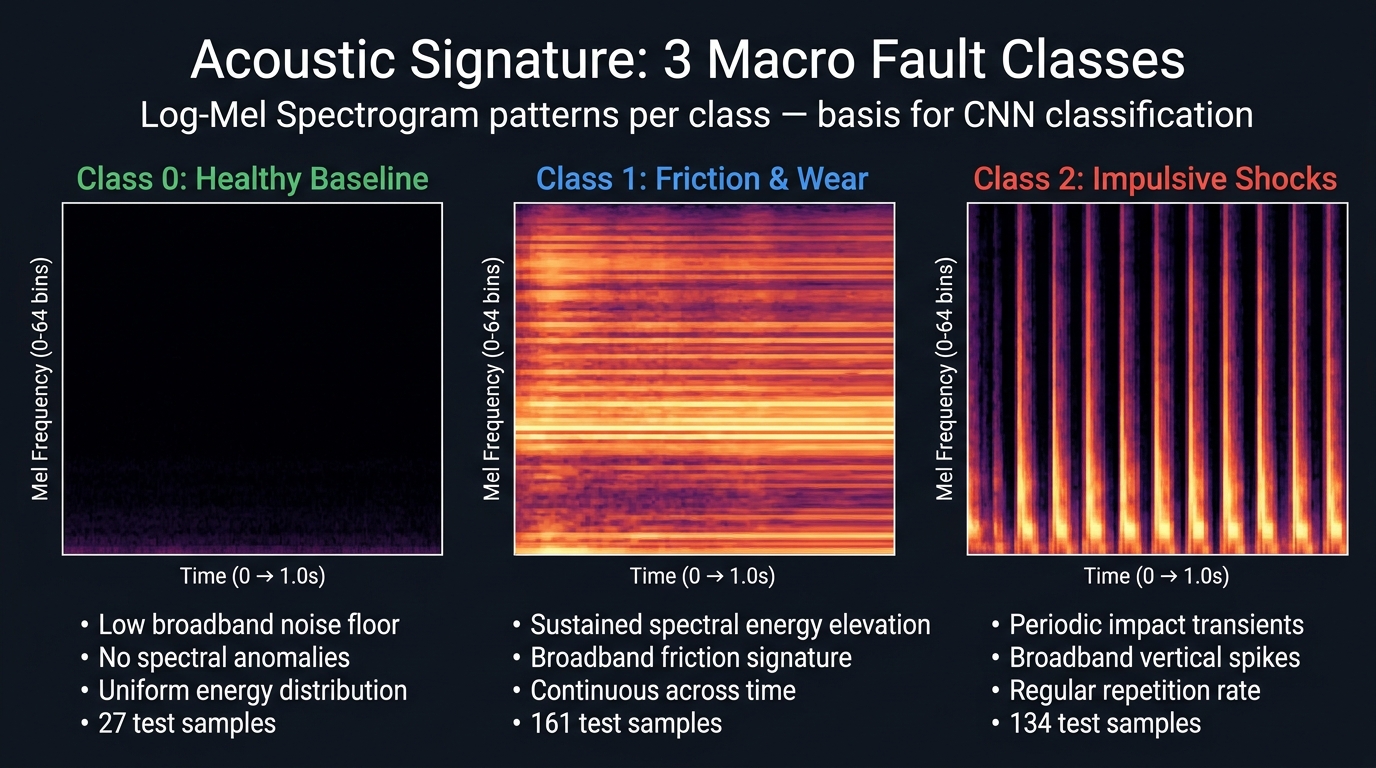 Acoustic Signature: 3 Macro Fault Classes
Log-Mel Spectrogram patterns per class — basis for CNN classification
Class 0: Healthy Baseline
Mel Frequency (0-64 bins)
Time (0 → 1.0s)
• Low broadband noise floor
• No spectral anomalies
• Uniform energy distribution
• 27 test samples
Class 1: Friction & Wear
Mel Frequency (0-64 bins)
Time (0 → 1.0s)
• Sustained spectral energy elevation
• Broadband friction signature
• Continuous across time
• 161 test samples
Class 2: Impulsive Shocks
Mel Frequency (0-64 bins)
Time (0 → 1.0s)
• Periodic impact transients
• Broadband vertical spikes
• Regular repetition rate
• 134 test samples